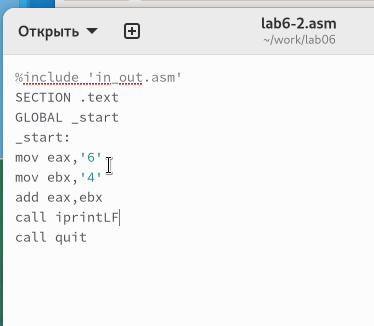 Открыть
lab6-2.asm
~/work/lab06
%include 'in_out.asm'
SECTION .text
GLOBAL _start
_start:
mov eax,'6'
mov ebx,'4'
add eax,ebx
call iprintLF
call quit